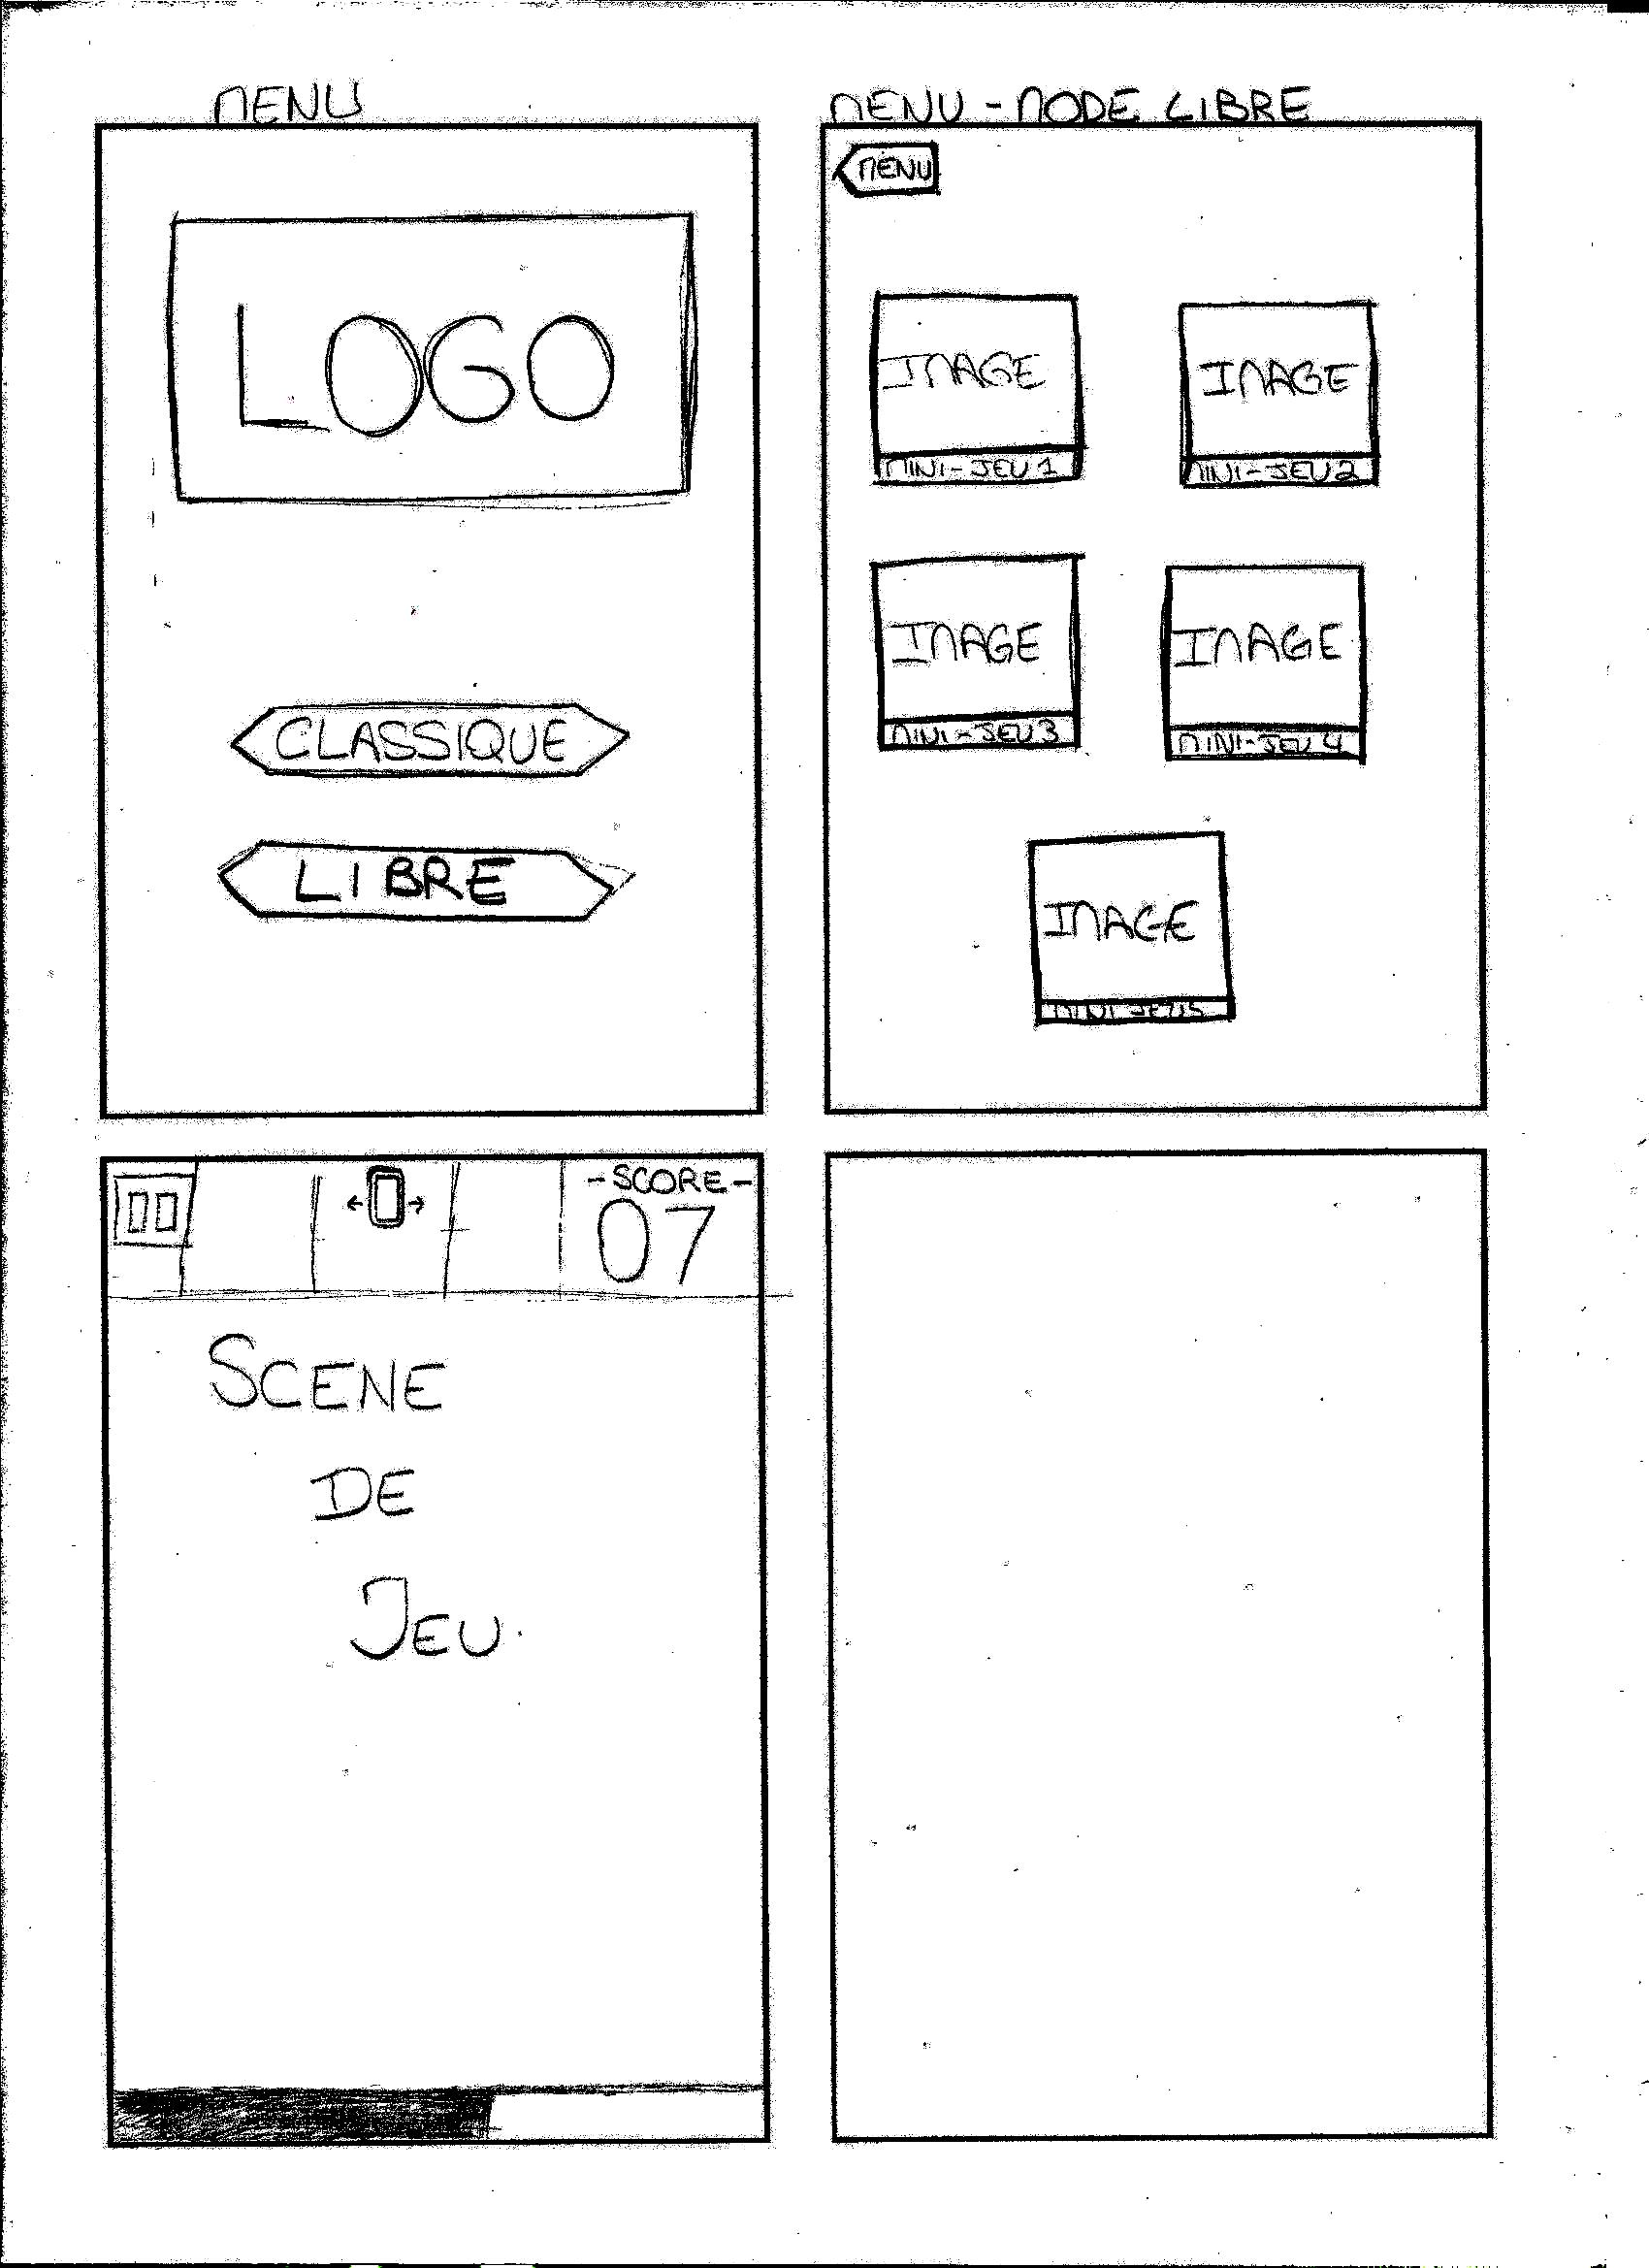 MENU
LOGO
CLASSIQUE
LIBRE
MENU - MODE LIBRE
MENU
IMAGE
MINI-JEU 1
IMAGE
MINI-JEU 2
IMAGE
MINI-JEU 3
IMAGE
MINI-JEU 4
IMAGE
MINI JEU 5
-SCORE-
07
SCENE
DE
JEU